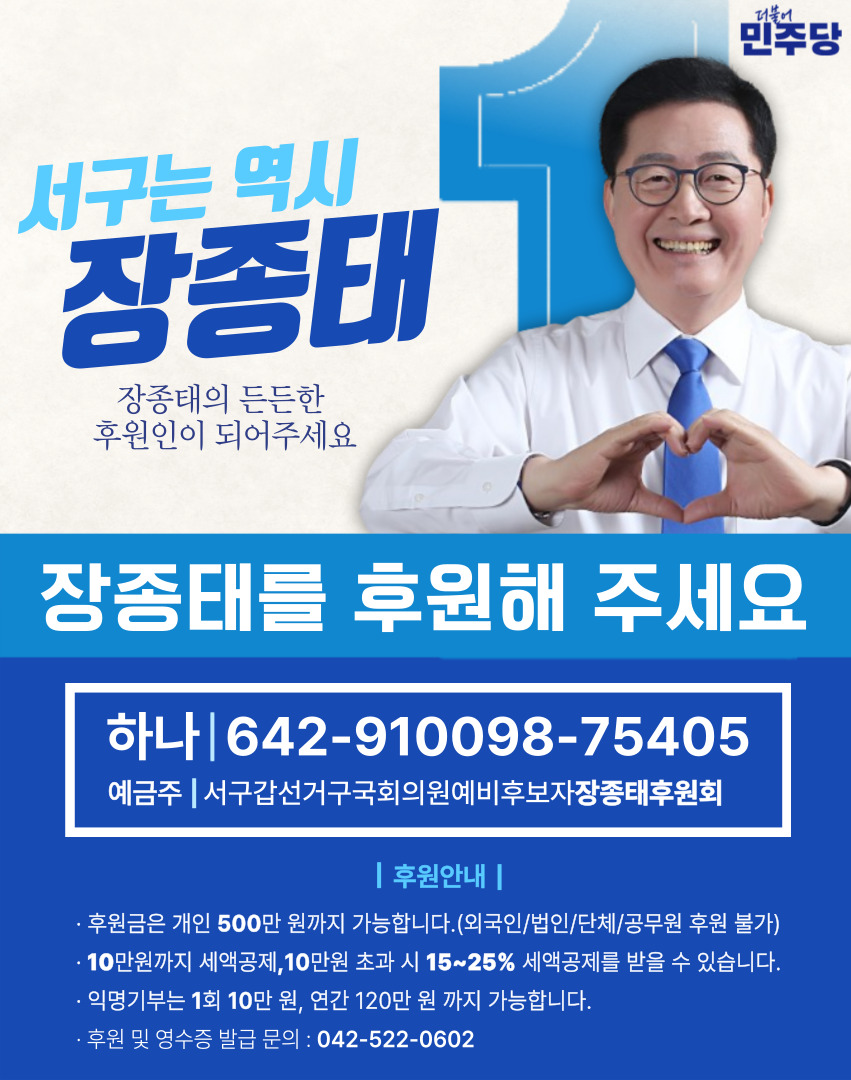 더불어
민주당
서구는 역시
장종태
장종태의 든든한
후원인이 되어주세요
장종태를 후원해 주세요
하나|642-910098-75405
예금주|서구갑선거구국회의원예비후보자장종태후원회
| 후원안내 |
· 후원금은 개인 500만 원까지 가능합니다.(외국인/법인/단체/공무원 후원 불가)
· 10만원까지 세액공제,10만원 초과 시 15~25% 세액공제를 받을 수 있습니다.
· 익명기부는 1회 10만 원, 연간 120만 원 까지 가능합니다.
· 후원 및 영수증 발급 문의 : 042-522-0602